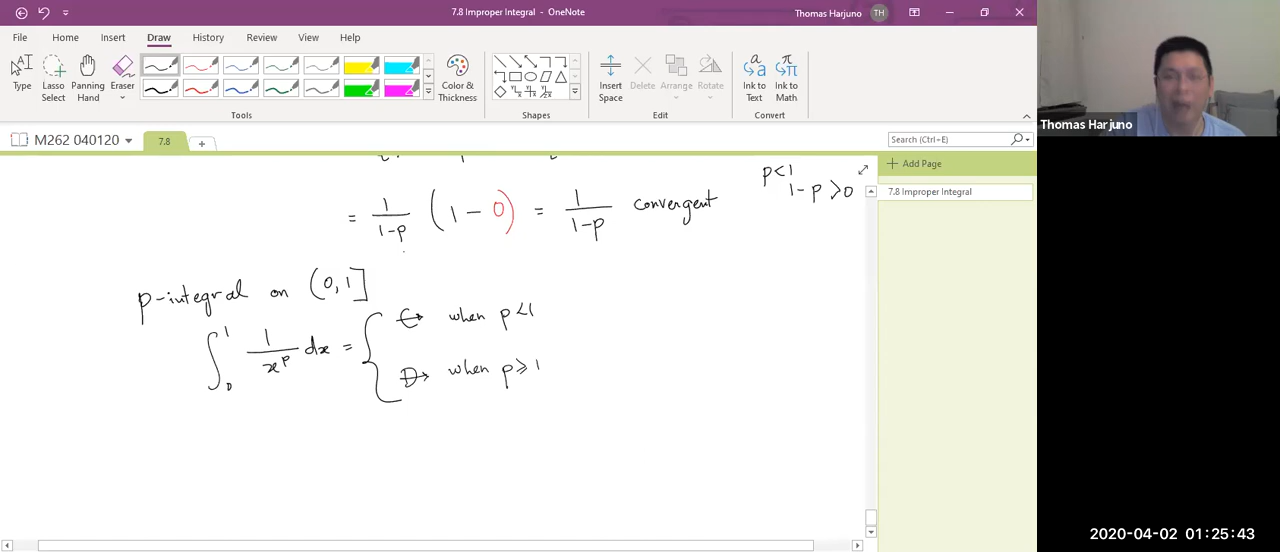 7.8 Improper Integral - OneNote
Thomas Harjuno TH
File Home Insert Draw History Review View Help
Type Lasso Select Panning Hand Eraser
Color & Thickness
Insert Space Delete Arrange Rotate Ink to Text Ink to Math
Tools Shapes Edit Convert
Thomas Harjuno
M262 040120 7.8
Search (Ctrl+E)
Add Page
7.8 Improper Integral
p<1
1-p >0
= 1/(1-p) (1 - 0) = 1/(1-p) convergent
p-integral on (0,1]
∫₀¹ 1/xᵖ dx = { C→ when p<1
D→ when p≥1
2020-04-02 01:25:43